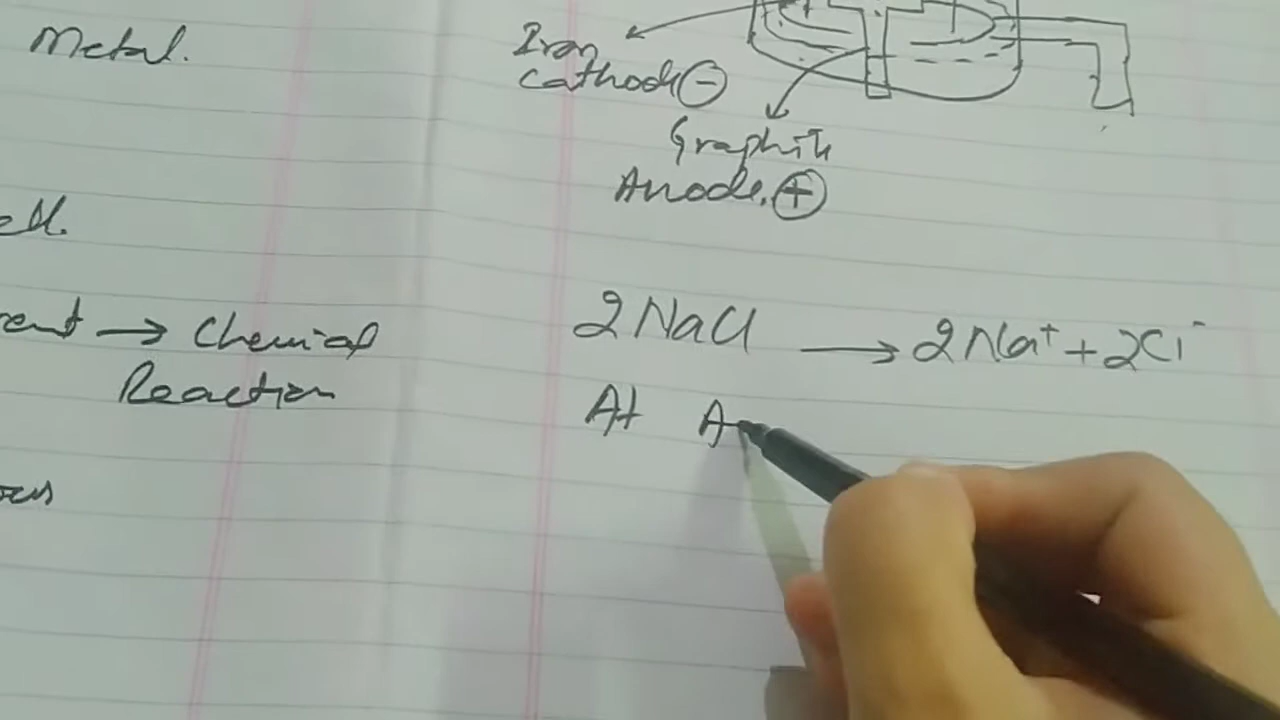 Metal.
Iron
Cathode ⊖
Graphite
Anode. ⊕
ell.
rent → Chemical
Reaction
2NaCl → 2Na⁺ + 2Cl⁻
At A